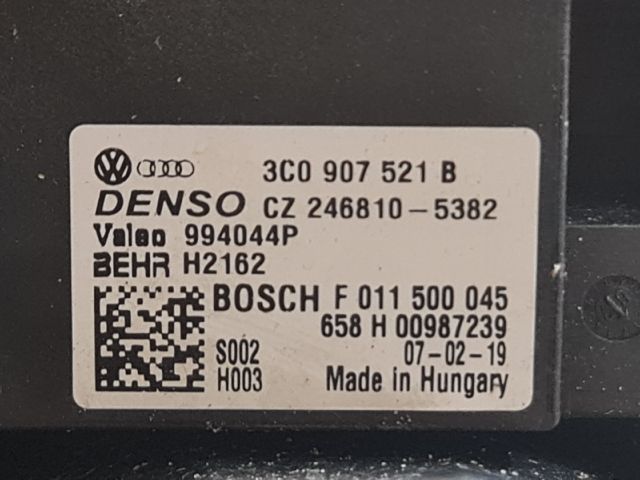 3C0 907 521 B
DENSO CZ 246810-5382
Valeo 994044P
BEHR H2162
BOSCH F 011 500 045
658 H 00987239
S002 07-02-19
H003 Made in Hungary